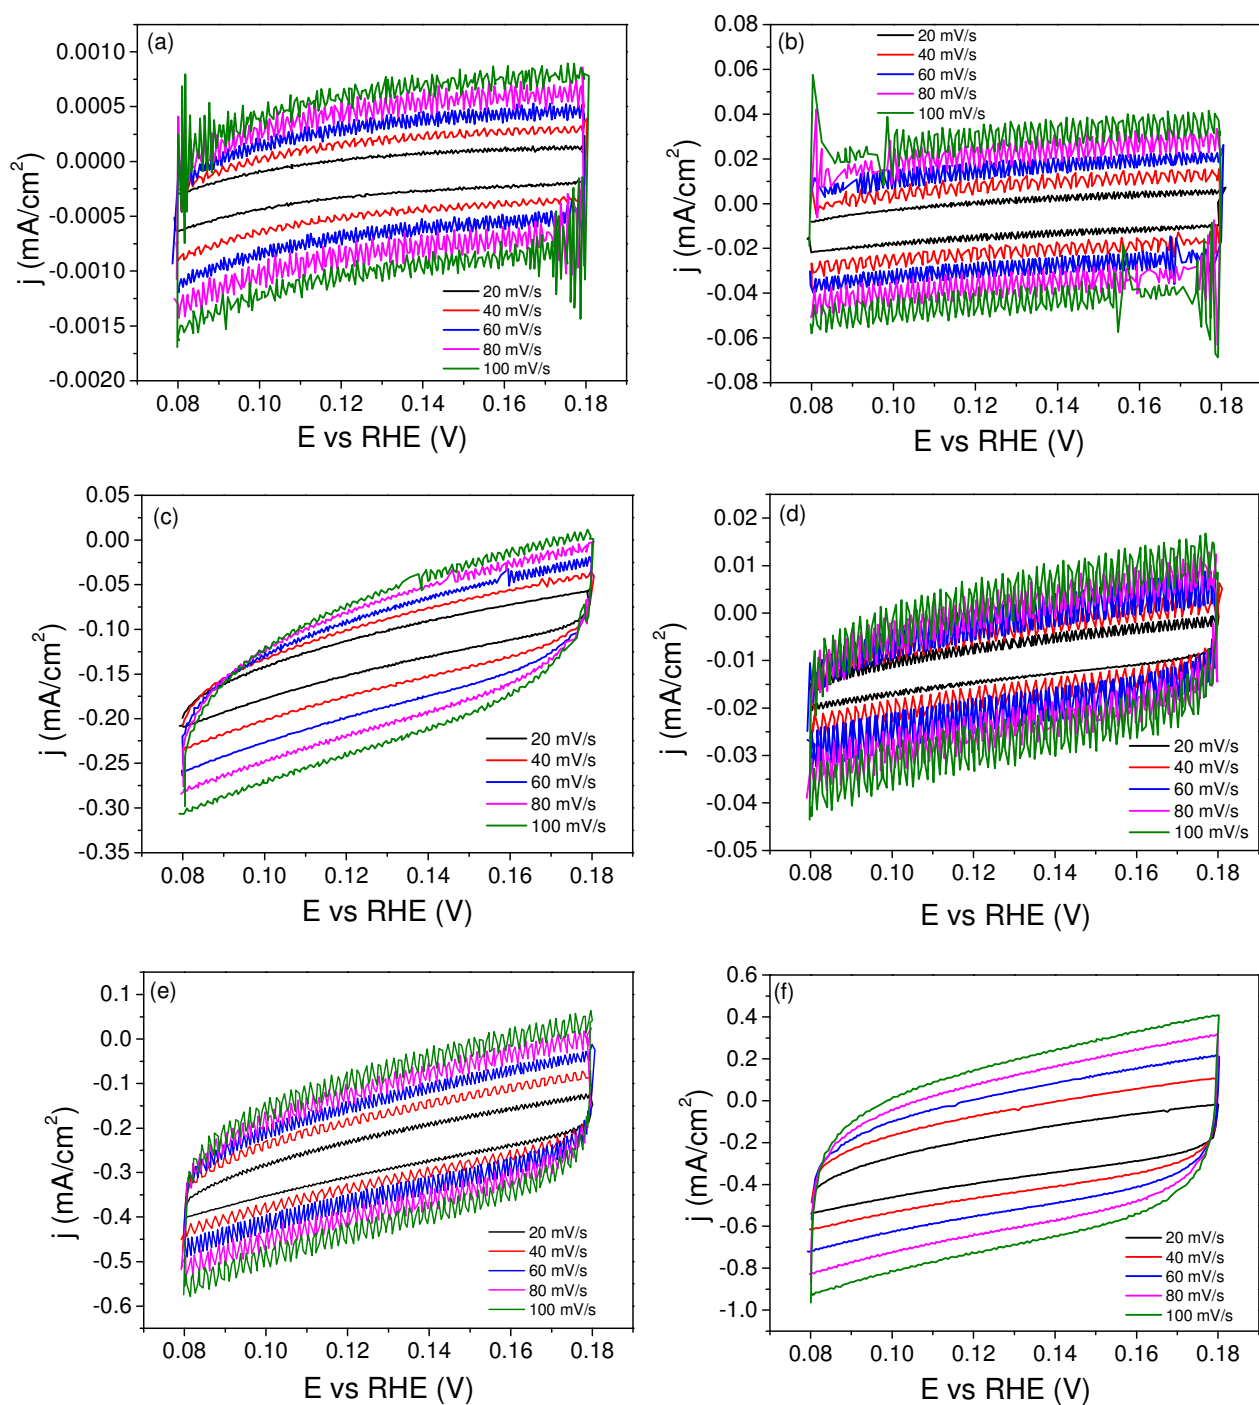 (a)
0.0010
0.0005
0.0000
-0.0005
-0.0010
-0.0015
-0.0020
j (mA/cm²)
20 mV/s
40 mV/s
60 mV/s
80 mV/s
100 mV/s
0.08 0.10 0.12 0.14 0.16 0.18
E vs RHE (V)
(b)
0.08
0.06
0.04
0.02
0.00
-0.02
-0.04
-0.06
-0.08
j (mA/cm²)
20 mV/s
40 mV/s
60 mV/s
80 mV/s
100 mV/s
0.08 0.10 0.12 0.14 0.16 0.18
E vs RHE (V)
(c)
0.05
0.00
-0.05
-0.10
-0.15
-0.20
-0.25
-0.30
-0.35
j (mA/cm²)
20 mV/s
40 mV/s
60 mV/s
80 mV/s
100 mV/s
0.08 0.10 0.12 0.14 0.16 0.18
E vs RHE (V)
(d)
0.02
0.01
0.00
-0.01
-0.02
-0.03
-0.04
-0.05
j (mA/cm²)
20 mV/s
40 mV/s
60 mV/s
80 mV/s
100 mV/s
0.08 0.10 0.12 0.14 0.16 0.18
E vs RHE (V)
(e)
0.1
0.0
-0.1
-0.2
-0.3
-0.4
-0.5
-0.6
j (mA/cm²)
20 mV/s
40 mV/s
60 mV/s
80 mV/s
100 mV/s
0.08 0.10 0.12 0.14 0.16 0.18
E vs RHE (V)
(f)
0.6
0.4
0.2
0.0
-0.2
-0.4
-0.6
-0.8
-1.0
j (mA/cm²)
20 mV/s
40 mV/s
60 mV/s
80 mV/s
100 mV/s
0.08 0.10 0.12 0.14 0.16 0.18
E vs RHE (V)